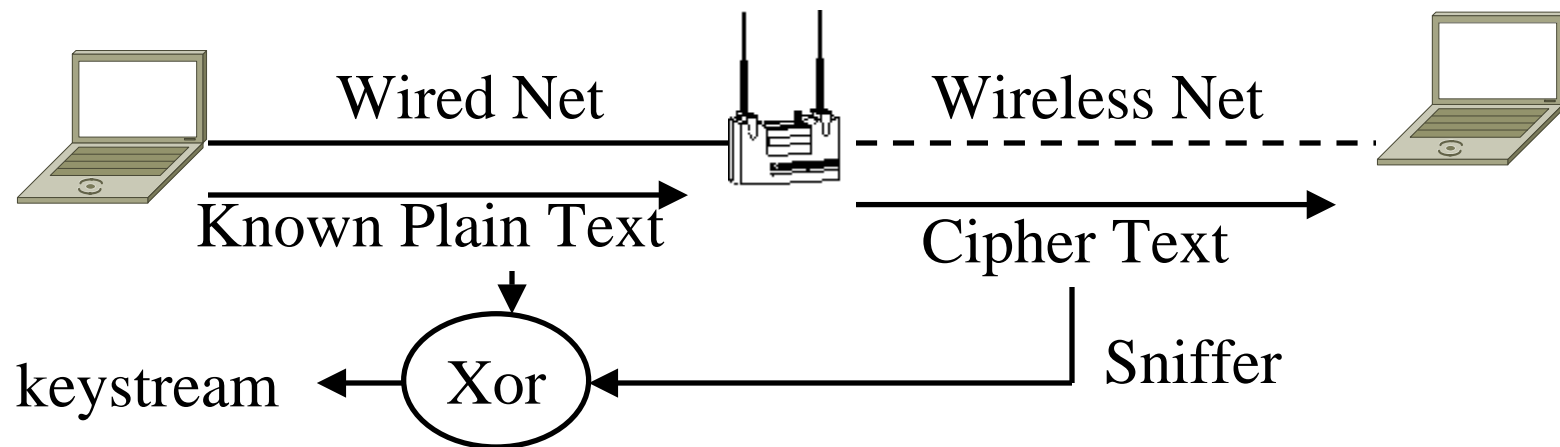 Wired Net
Wireless Net
Known Plain Text
Cipher Text
Sniffer
Xor
keystream